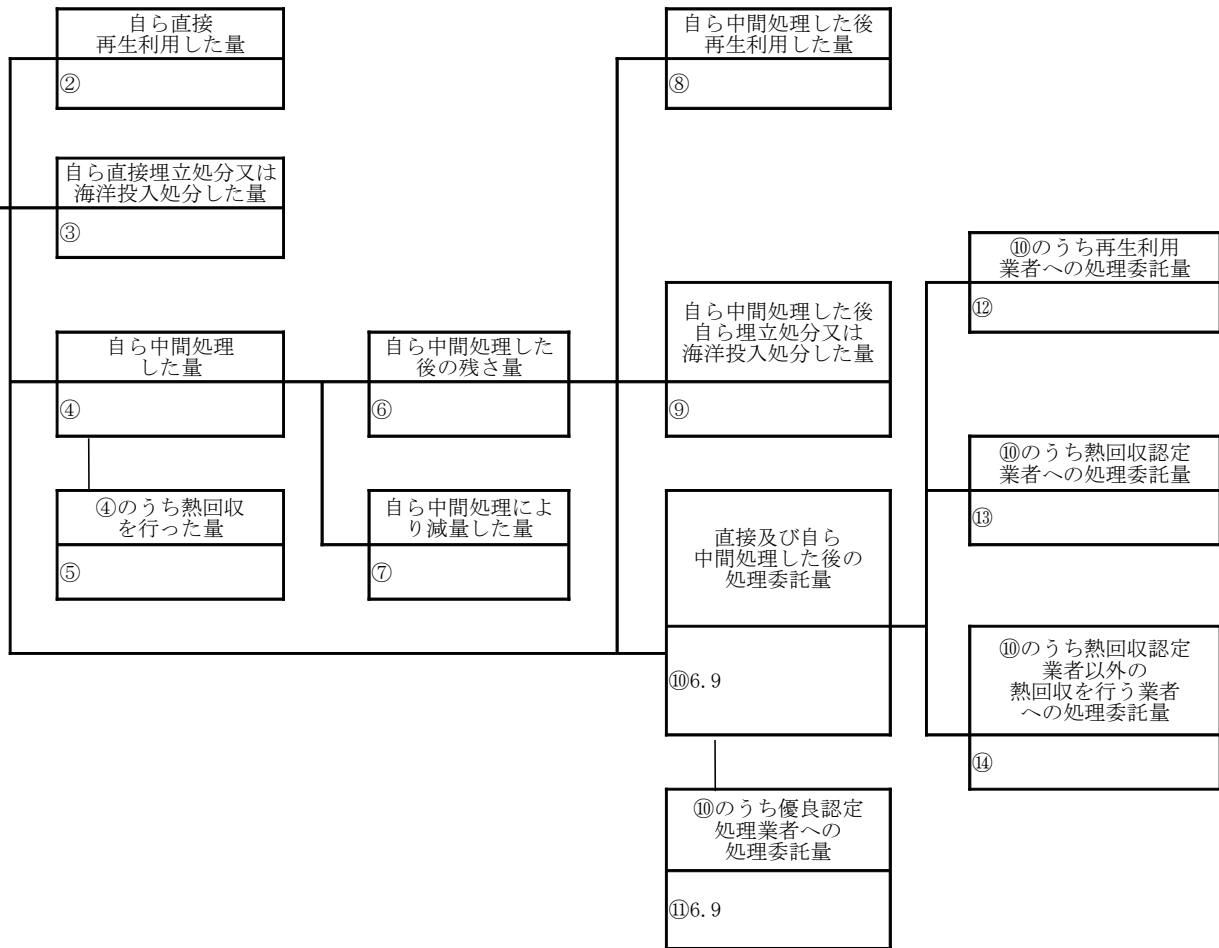 自ら直接
再生利用した量
②
自ら直接埋立処分又は
海洋投入処分した量
③
自ら中間処理
した量
④
④のうち熱回収
を行った量
⑤
自ら中間処理した
後の残さ量
⑥
自ら中間処理によ
り減量した量
⑦
自ら中間処理した後
再生利用した量
⑧
自ら中間処理した後
自ら埋立処分又は
海洋投入処分した量
⑨
直接及び自ら
中間処理した後の
処理委託量
⑩6.9
⑩のうち優良認定
処理業者への
処理委託量
⑪6.9
⑩のうち再生利用
業者への処理委託量
⑫
⑩のうち熱回収認定
業者への処理委託量
⑬
⑩のうち熱回収認定
業者以外の
熱回収を行う業者
への処理委託量
⑭